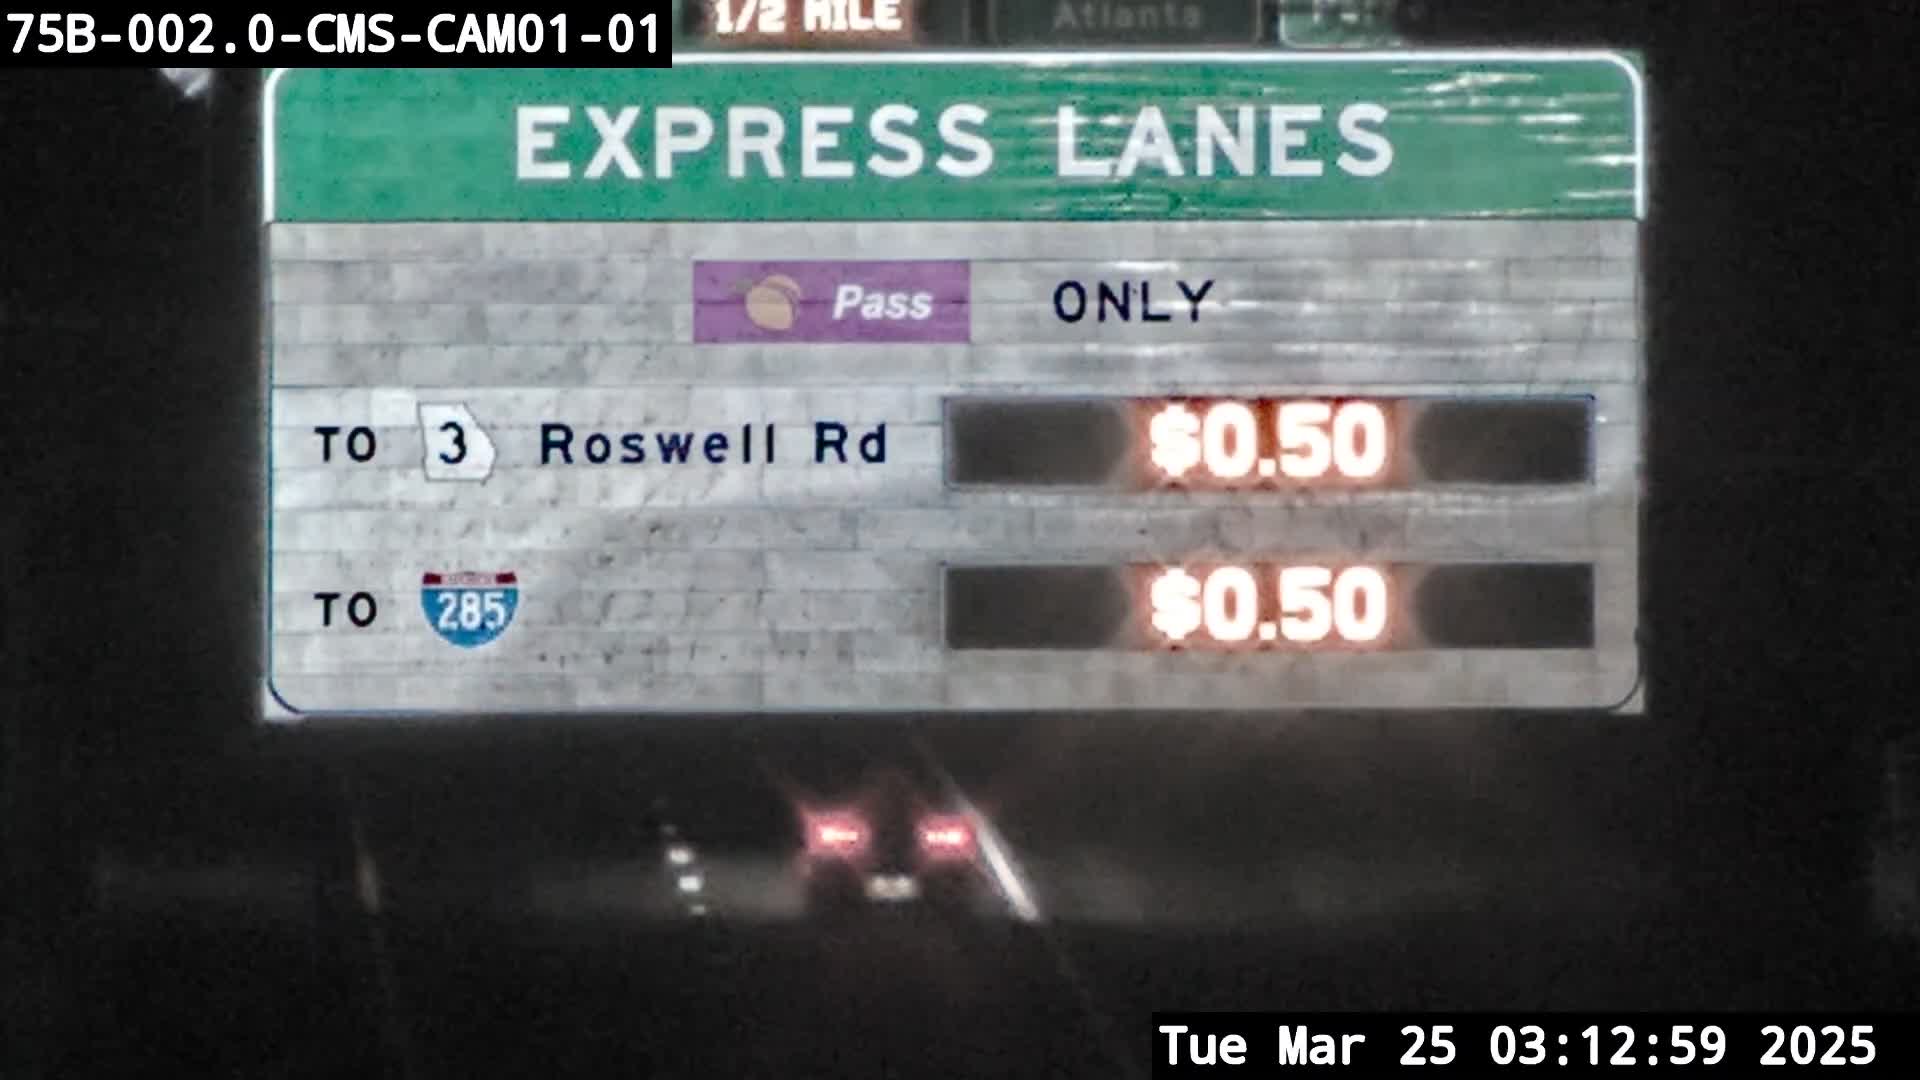 75B-002.0-CMS-CAM01-01
1/2 MILE
Atlanta
EXPRESS LANES
Pass ONLY
TO 3 Roswell Rd $0.50
TO 285 $0.50
Tue Mar 25 03:12:59 2025